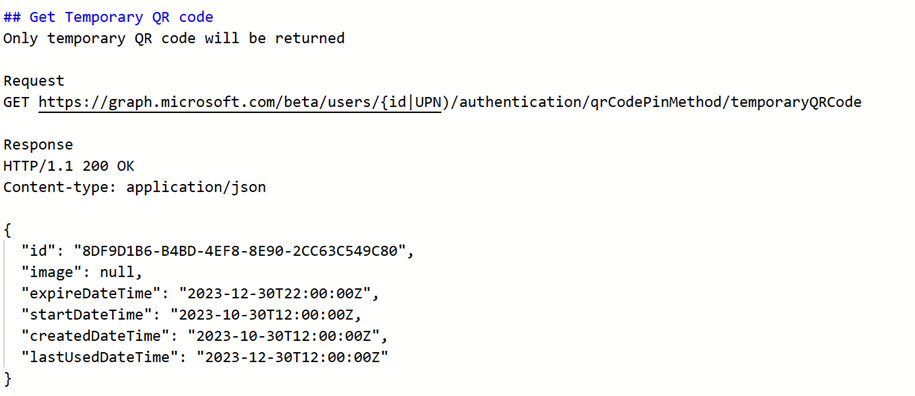 ## Get Temporary QR code
Only temporary QR code will be returned
Request
GET https://graph.microsoft.com/beta/users/{id|UPN)/authentication/qrCodePinMethod/temporaryQRCode
Response
HTTP/1.1 200 OK
Content-type: application/json
{
"id": "8DF9D1B6-B4BD-4EF8-8E90-2CC63C549C80",
"image": null,
"expireDateTime": "2023-12-30T22:00:00Z",
"startDateTime": "2023-10-30T12:00:00Z,
"createdDateTime": "2023-10-30T12:00:00Z",
"lastUsedDateTime": "2023-12-30T12:00:00Z"
}